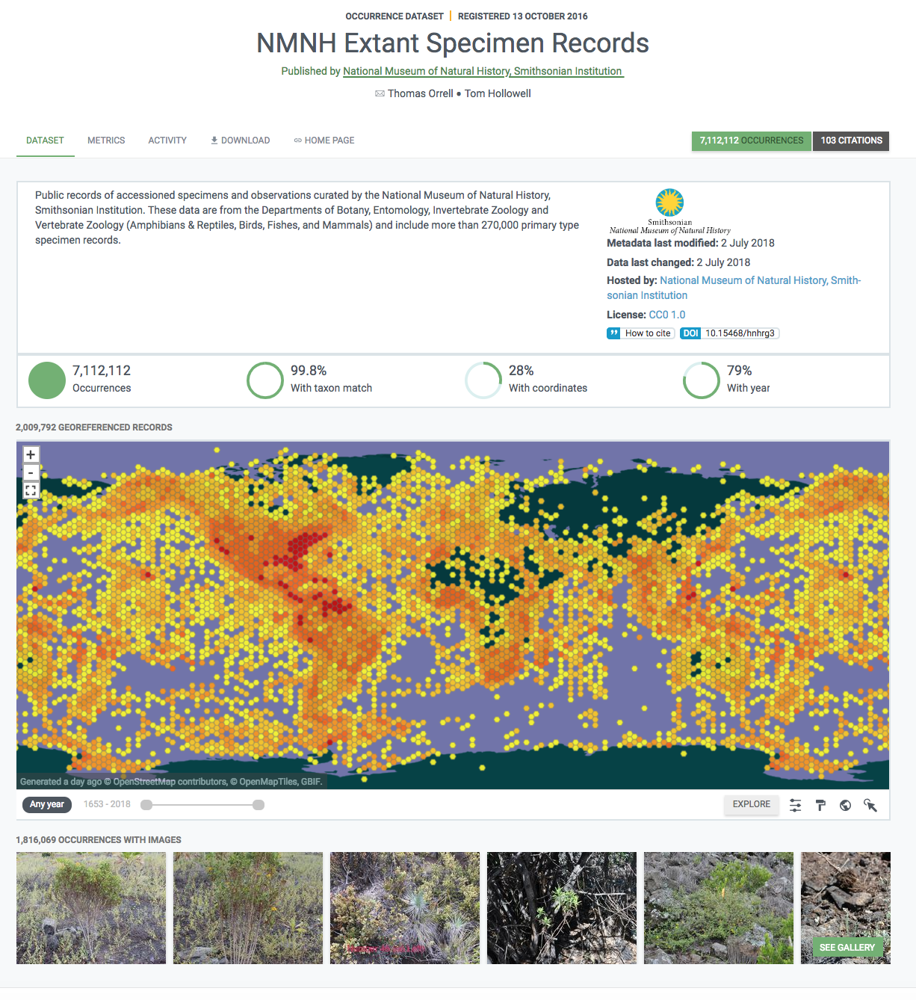 OCCURRENCE DATASET | REGISTERED 13 OCTOBER 2016
NMNH Extant Specimen Records
Published by National Museum of Natural History, Smithsonian Institution
Thomas Orrell • Tom Hollowell
DATASET METRICS ACTIVITY DOWNLOAD HOME PAGE
7,112,112 OCCURRENCES 103 CITATIONS
Public records of accessioned specimens and observations curated by the National Museum of Natural History,
Smithsonian Institution. These data are from the Departments of Botany, Entomology, Invertebrate Zoology and
Vertebrate Zoology (Amphibians & Reptiles, Birds, Fishes, and Mammals) and include more than 270,000 primary type
specimen records.
Smithsonian
National Museum of Natural History
Metadata last modified: 2 July 2018
Data last changed: 2 July 2018
Hosted by: National Museum of Natural History, Smith-
sonian Institution
License: CC0 1.0
How to cite DOI 10.15468/hnhrg3
7,112,112
Occurrences
99.8%
With taxon match
28%
With coordinates
79%
With year
2,009,792 GEOREFERENCED RECORDS
+
-
Generated a day ago © OpenStreetMap contributors, © OpenMapTiles, GBIF.
Any year 1653 - 2018
EXPLORE
1,816,069 OCCURRENCES WITH IMAGES
SEE GALLERY